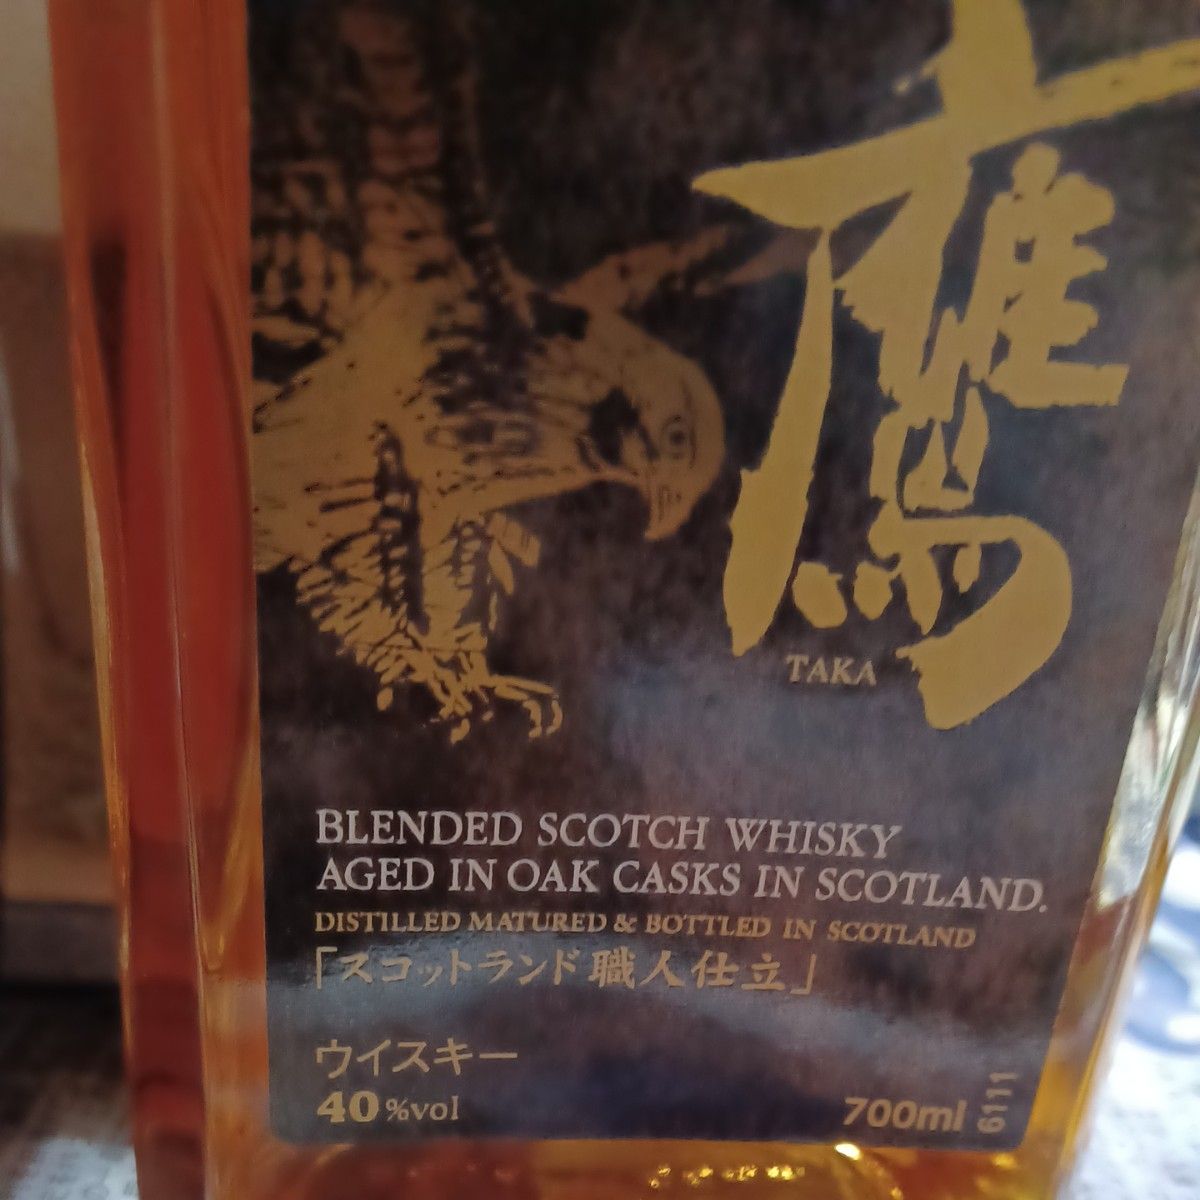 鷹
TAKA
BLENDED SCOTCH WHISKY
AGED IN OAK CASKS IN SCOTLAND.
DISTILLED MATURED & BOTTLED IN SCOTLAND
「スコットランド職人仕立」
ウイスキー
40%vol
700ml
6111